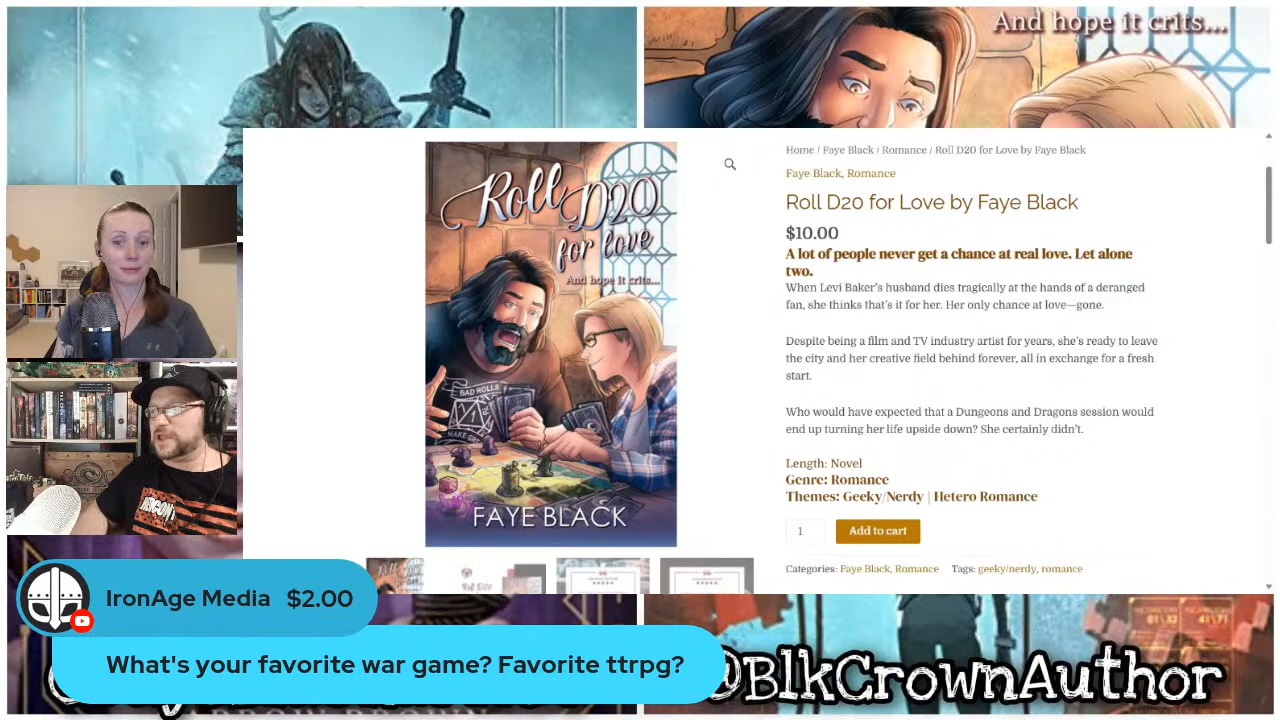 And hope it crits...
Home / Faye Black / Romance / Roll D20 for Love by Faye Black
Faye Black, Romance
Roll D20 for Love by Faye Black
$10.00
A lot of people never get a chance at real love. Let alone
two.
When Levi Baker's husband dies tragically at the hands of a deranged
fan, she thinks that's it for her. Her only chance at love—gone.
Despite being a film and TV industry artist for years, she's ready to leave
the city and her creative field behind forever, all in exchange for a fresh
start.
Who would have expected that a Dungeons and Dragons session would
end up turning her life upside down? She certainly didn't.
Length: Novel
Genre: Romance
Themes: Geeky/Nerdy | Hetero Romance
1
Add to cart
Categories: Faye Black, Romance Tags: geeky/nerdy, romance
Roll D20
for love
And hope it crits...
BAD ROLLS
FAYE BLACK
IronAge Media $2.00
What's your favorite war game? Favorite ttrpg?
@BlkCrownAuthor